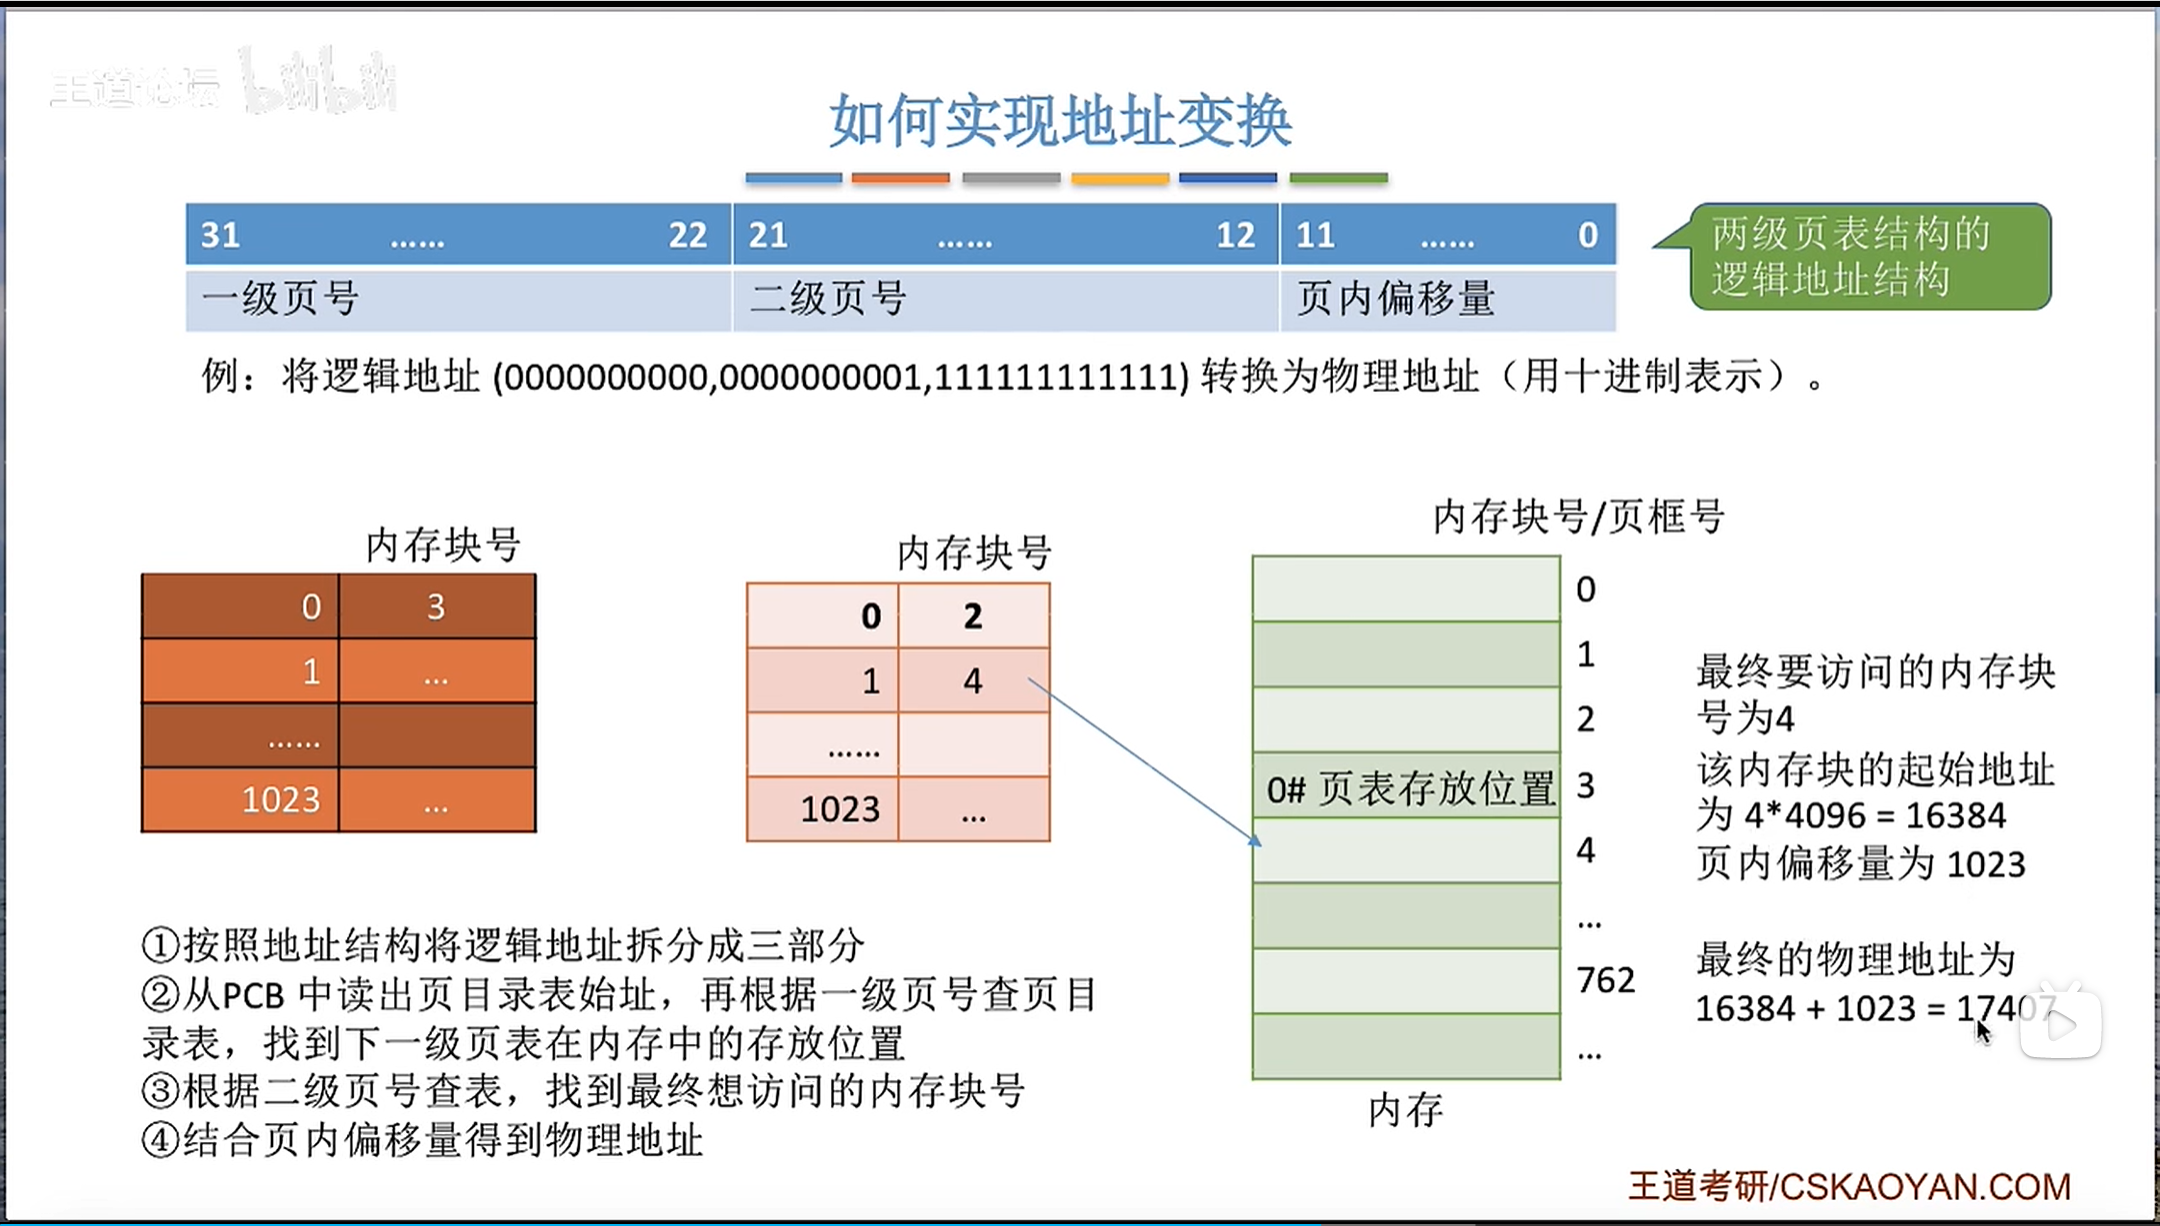 王道论坛 bilibili
如何实现地址变换
31 …… 22 21 …… 12 11 …… 0
一级页号 二级页号 页内偏移量
两级页表结构的
逻辑地址结构
例：将逻辑地址 (0000000000,0000000001,111111111111) 转换为物理地址（用十进制表示）。
内存块号
0 3
1 ...
……
1023 ...
内存块号
0 2
1 4
……
1023 ...
内存块号/页框号
0
1
2
0# 页表存放位置 3
4
...
762
...
内存
最终要访问的内存块
号为4
该内存块的起始地址
为 4*4096 = 16384
页内偏移量为 1023
最终的物理地址为
16384 + 1023 = 17407
①按照地址结构将逻辑地址拆分成三部分
②从PCB 中读出页目录表始址，再根据一级页号查页目
录表，找到下一级页表在内存中的存放位置
③根据二级页号查表，找到最终想访问的内存块号
④结合页内偏移量得到物理地址
王道考研/CSKAOYAN.COM